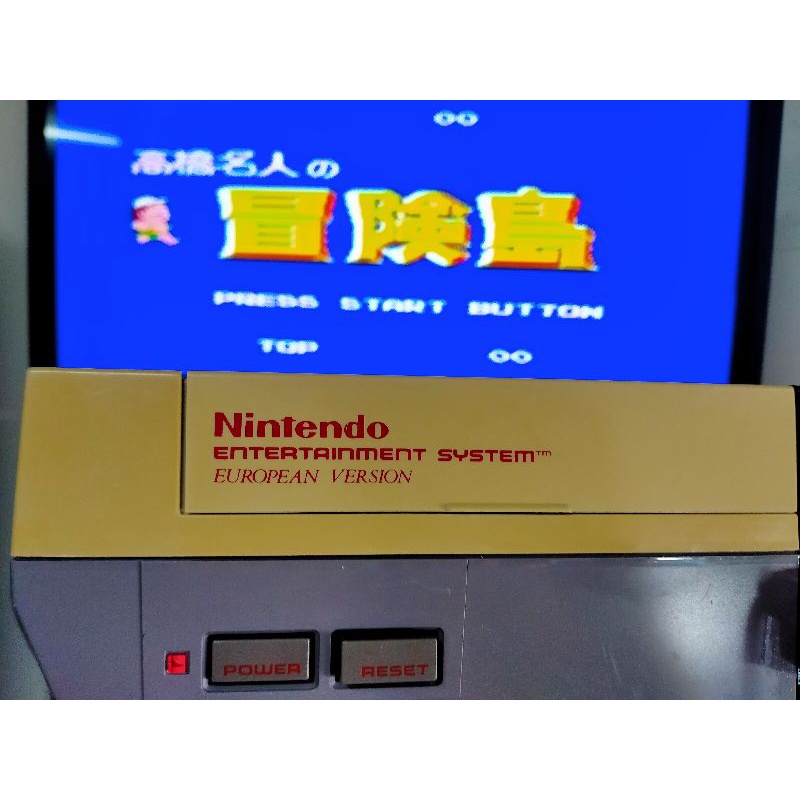 00
高橋名人の
冒険島
PRESS START BUTTON
TOP 00
Nintendo
ENTERTAINMENT SYSTEM™
EUROPEAN VERSION
POWER RESET